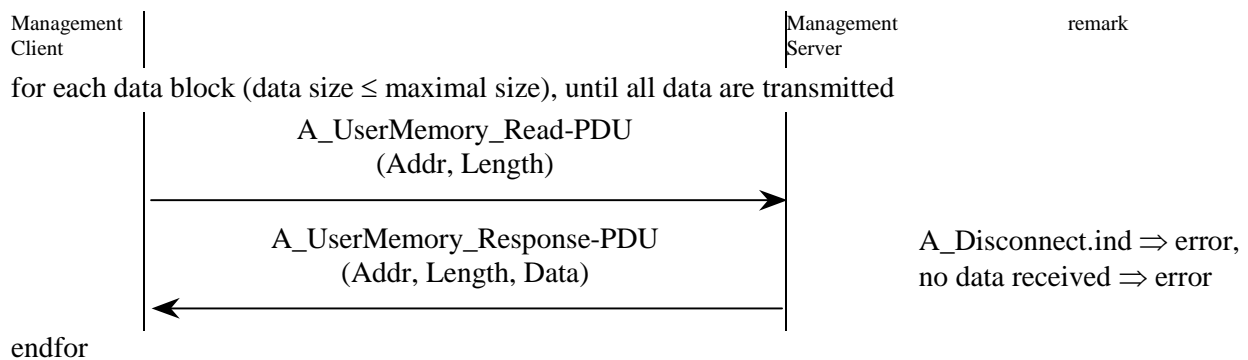 Management Client
Management Server
remark
for each data block (data size ≤ maximal size), until all data are transmitted
A_UserMemory_Read-PDU
(Addr, Length)
A_UserMemory_Response-PDU
(Addr, Length, Data)
A_Disconnect.ind ⇒ error,
no data received ⇒ error
endfor